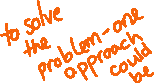 to solve
the
problem-one
approach
could
be